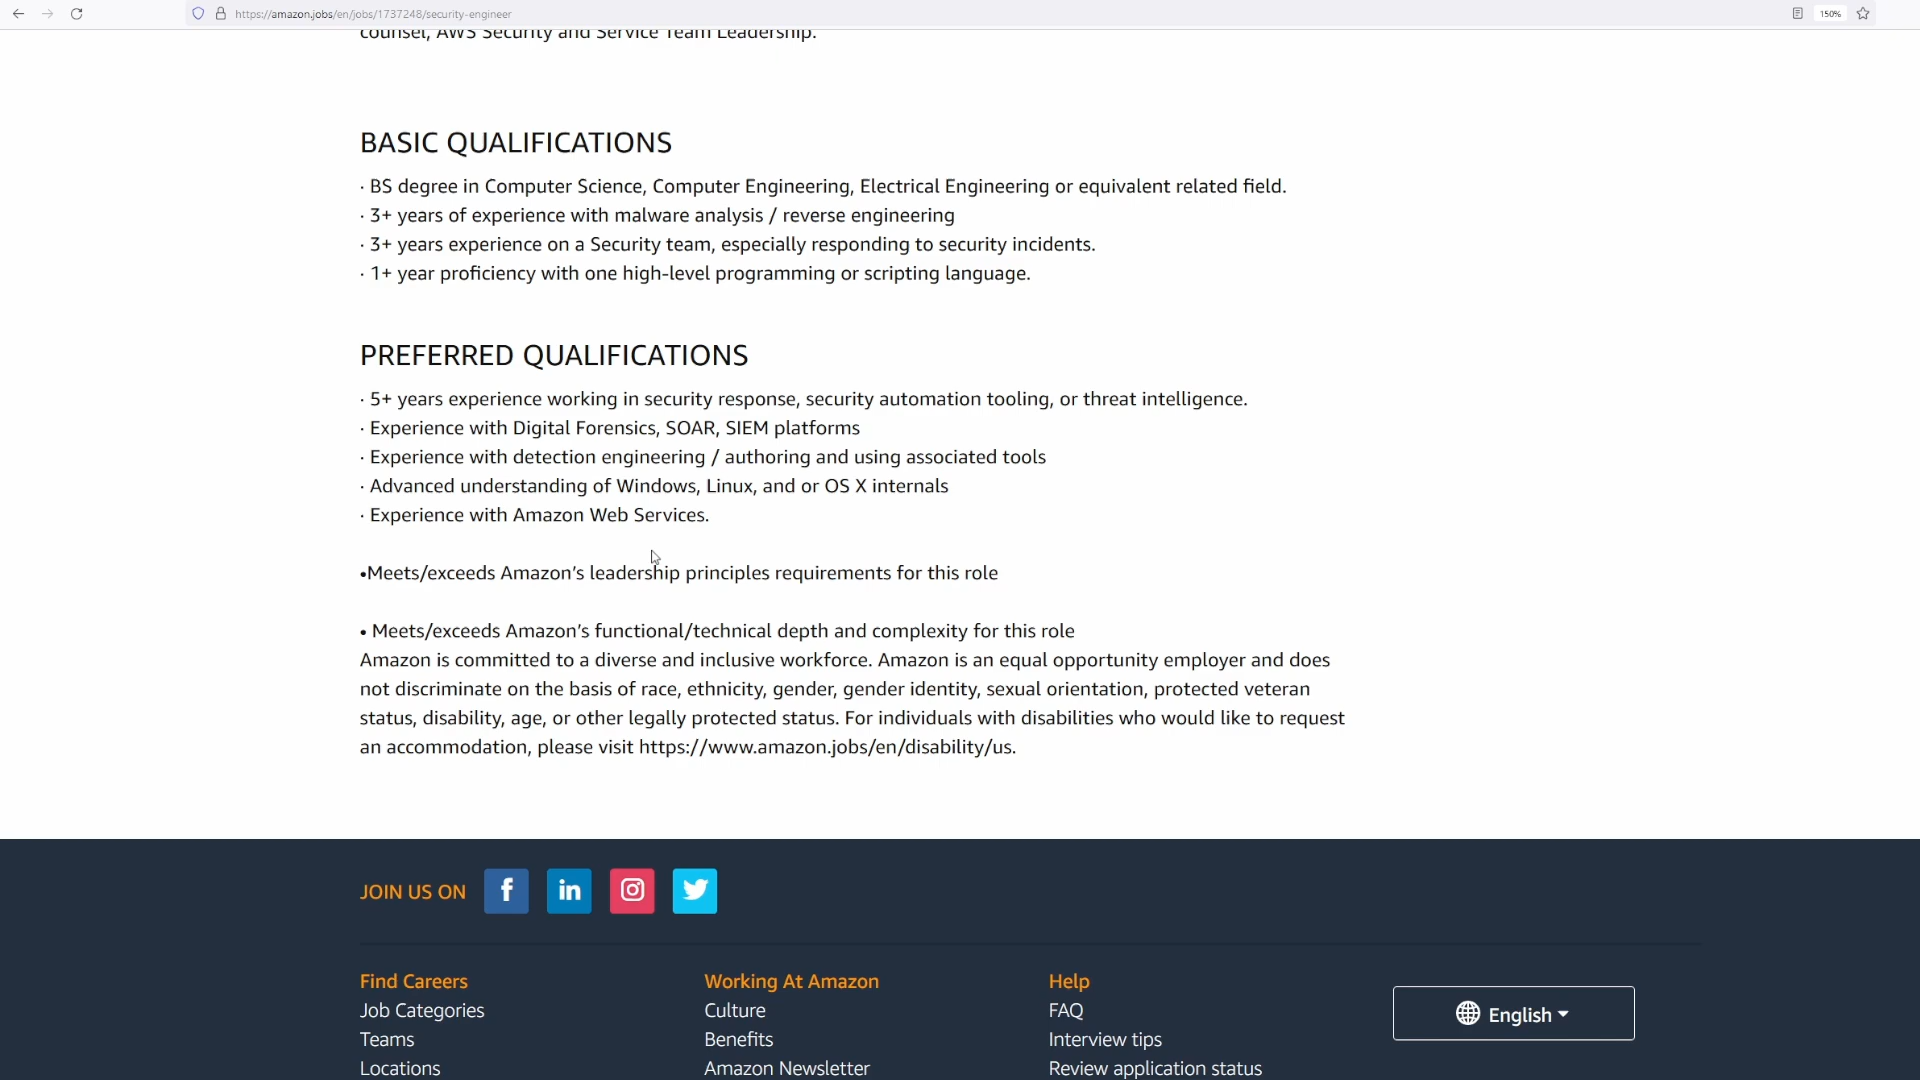 https://amazon.jobs/en/jobs/1737248/security-engineer
150%
counsel, AWS Security and Service Team Leadership.
BASIC QUALIFICATIONS
· BS degree in Computer Science, Computer Engineering, Electrical Engineering or equivalent related field.
· 3+ years of experience with malware analysis / reverse engineering
· 3+ years experience on a Security team, especially responding to security incidents.
· 1+ year proficiency with one high-level programming or scripting language.
PREFERRED QUALIFICATIONS
· 5+ years experience working in security response, security automation tooling, or threat intelligence.
· Experience with Digital Forensics, SOAR, SIEM platforms
· Experience with detection engineering / authoring and using associated tools
· Advanced understanding of Windows, Linux, and or OS X internals
· Experience with Amazon Web Services.
•Meets/exceeds Amazon’s leadership principles requirements for this role
• Meets/exceeds Amazon’s functional/technical depth and complexity for this role
Amazon is committed to a diverse and inclusive workforce. Amazon is an equal opportunity employer and does
not discriminate on the basis of race, ethnicity, gender, gender identity, sexual orientation, protected veteran
status, disability, age, or other legally protected status. For individuals with disabilities who would like to request
an accommodation, please visit https://www.amazon.jobs/en/disability/us.
JOIN US ON
Find Careers
Job Categories
Teams
Locations
Working At Amazon
Culture
Benefits
Amazon Newsletter
Help
FAQ
Interview tips
Review application status
English